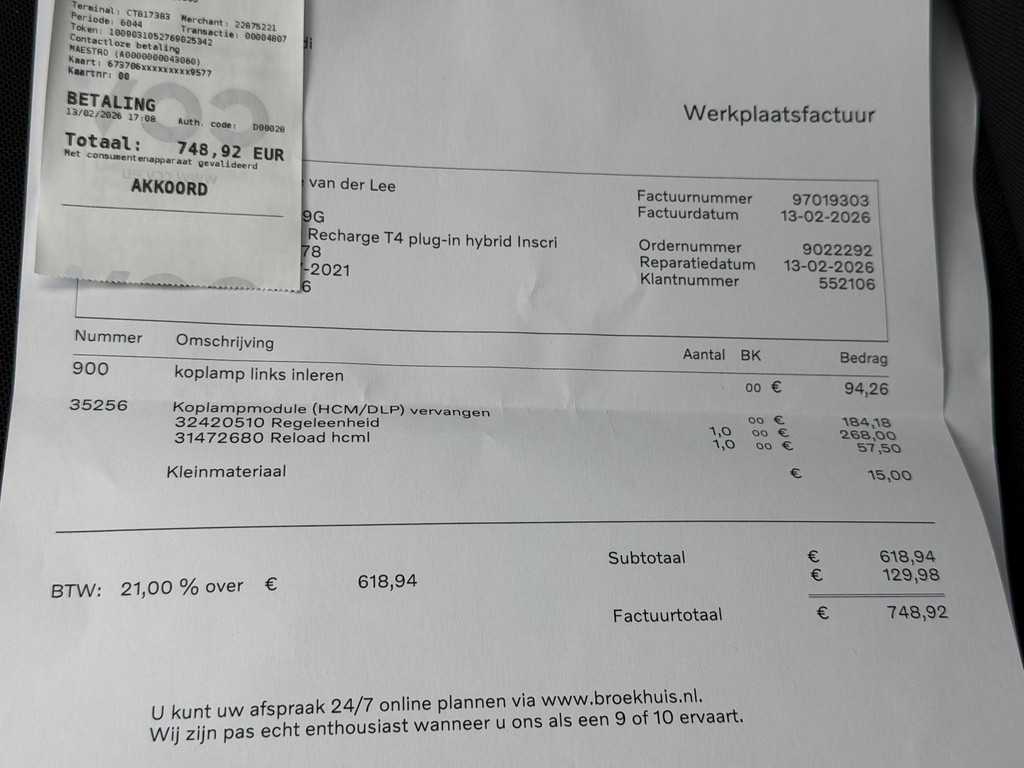 Terminal: CTB17383 Merchant: 22875221
Periode: 6044 Transactie: 00004807
Token: 1009031052769025342
Contactloze betaling
MAESTRO (A0000000043060)
Kaart: 673706xxxxxxxxx9577
Kaartnr: 00
BETALING
13/02/2026 17:08 Auth. code: D00028
Totaal: 748,92 EUR
Met consumentenapparaat gevalideerd
AKKOORD
Werkplaatsfactuur
van der Lee
9G
Recharge T4 plug-in hybrid Inscri
78
-2021
6
Factuurnummer 97019303
Factuurdatum 13-02-2026
Ordernummer 9022292
Reparatiedatum 13-02-2026
Klantnummer 552106
Nummer Omschrijving Aantal BK Bedrag
900 koplamp links inleren 00 € 94,26
35256 Koplampmodule (HCM/DLP) vervangen 00 € 184,18
32420510 Regeleenheid 1,0 00 € 268,00
31472680 Reload hcml 1,0 00 € 57,50
Kleinmateriaal € 15,00
Subtotaal € 618,94
BTW: 21,00 % over € 618,94 € 129,98
Factuurtotaal € 748,92
U kunt uw afspraak 24/7 online plannen via www.broekhuis.nl.
Wij zijn pas echt enthousiast wanneer u ons als een 9 of 10 ervaart.